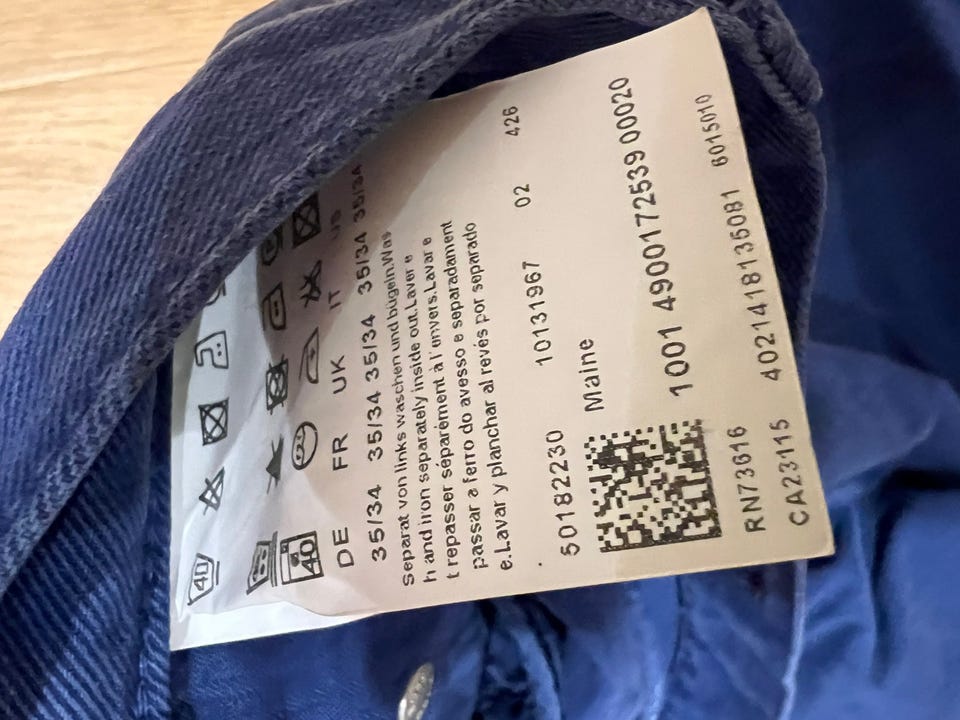 40
40
DE FR UK IT US
35/34 35/34 35/34 35/34 35/34
separat von links waschen und bügeln.Was
h and iron separately inside out.Laver e
t repasser séparément à l'envers.Lavar e
passar a ferro do avesso e separadament
e.Lavar y planchar al revés por separado
50182230 10131967 02 426
Maine
1001 4900172539 00020
RN73616 4021418135081 6015010
CA23115